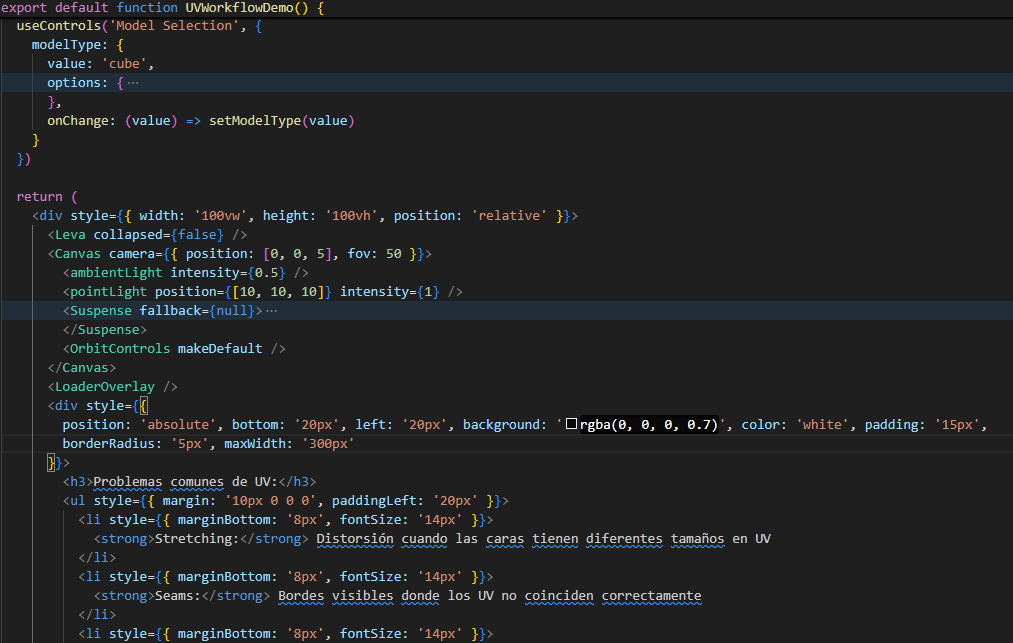 export default function UVWorkflowDemo() {
useControls('Model Selection', {
modelType: {
value: 'cube',
options: {⋯
},
onChange: (value) => setModelType(value)
}
})
return (
<div style={{ width: '100vw', height: '100vh', position: 'relative' }}>
<Leva collapsed={false} />
<Canvas camera={{ position: [0, 0, 5], fov: 50 }}>
<ambientLight intensity={0.5} />
<pointLight position={[10, 10, 10]} intensity={1} />
<Suspense fallback={null}>⋯
</Suspense>
<OrbitControls makeDefault />
</Canvas>
<LoaderOverlay />
<div style={{
position: 'absolute', bottom: '20px', left: '20px', background: 'rgba(0, 0, 0, 0.7)', color: 'white', padding: '15px',
borderRadius: '5px', maxWidth: '300px'
}}>
<h3>Problemas comunes de UV:</h3>
<ul style={{ margin: '10px 0 0 0', paddingLeft: '20px' }}>
<li style={{ marginBottom: '8px', fontSize: '14px' }}>
<strong>Stretching:</strong> Distorsión cuando las caras tienen diferentes tamaños en UV
</li>
<li style={{ marginBottom: '8px', fontSize: '14px' }}>
<strong>Seams:</strong> Bordes visibles donde los UV no coinciden correctamente
</li>
<li style={{ marginBottom: '8px', fontSize: '14px' }}>